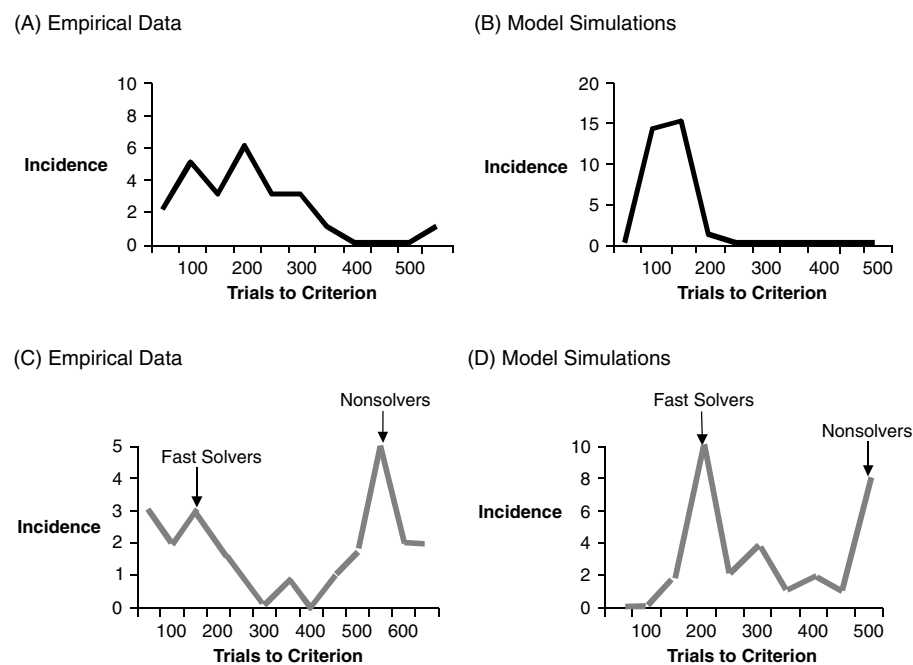 (A) Empirical Data
10
8
6
4
2
0
Incidence
100 200 300 400 500
Trials to Criterion
(B) Model Simulations
20
15
10
5
0
Incidence
100 200 300 400 500
Trials to Criterion
(C) Empirical Data
Nonsolvers
Fast Solvers
5
4
3
2
1
0
Incidence
100 200 300 400 500 600
Trials to Criterion
(D) Model Simulations
Fast Solvers
Nonsolvers
10
8
6
4
2
0
Incidence
100 200 300 400 500
Trials to Criterion